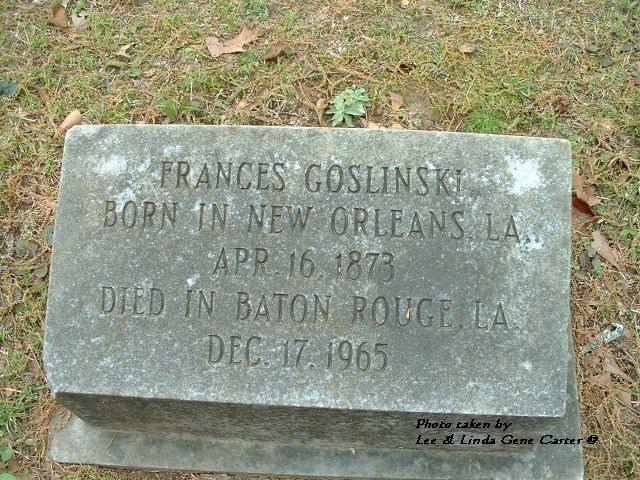 FRANCES GOSLINSKI
BORN IN NEW ORLEANS, LA.
APR. 16, 1873
DIED IN BATON ROUGE, LA.
DEC. 17, 1965
Photo taken by
Lee & Linda Gene Carter ©